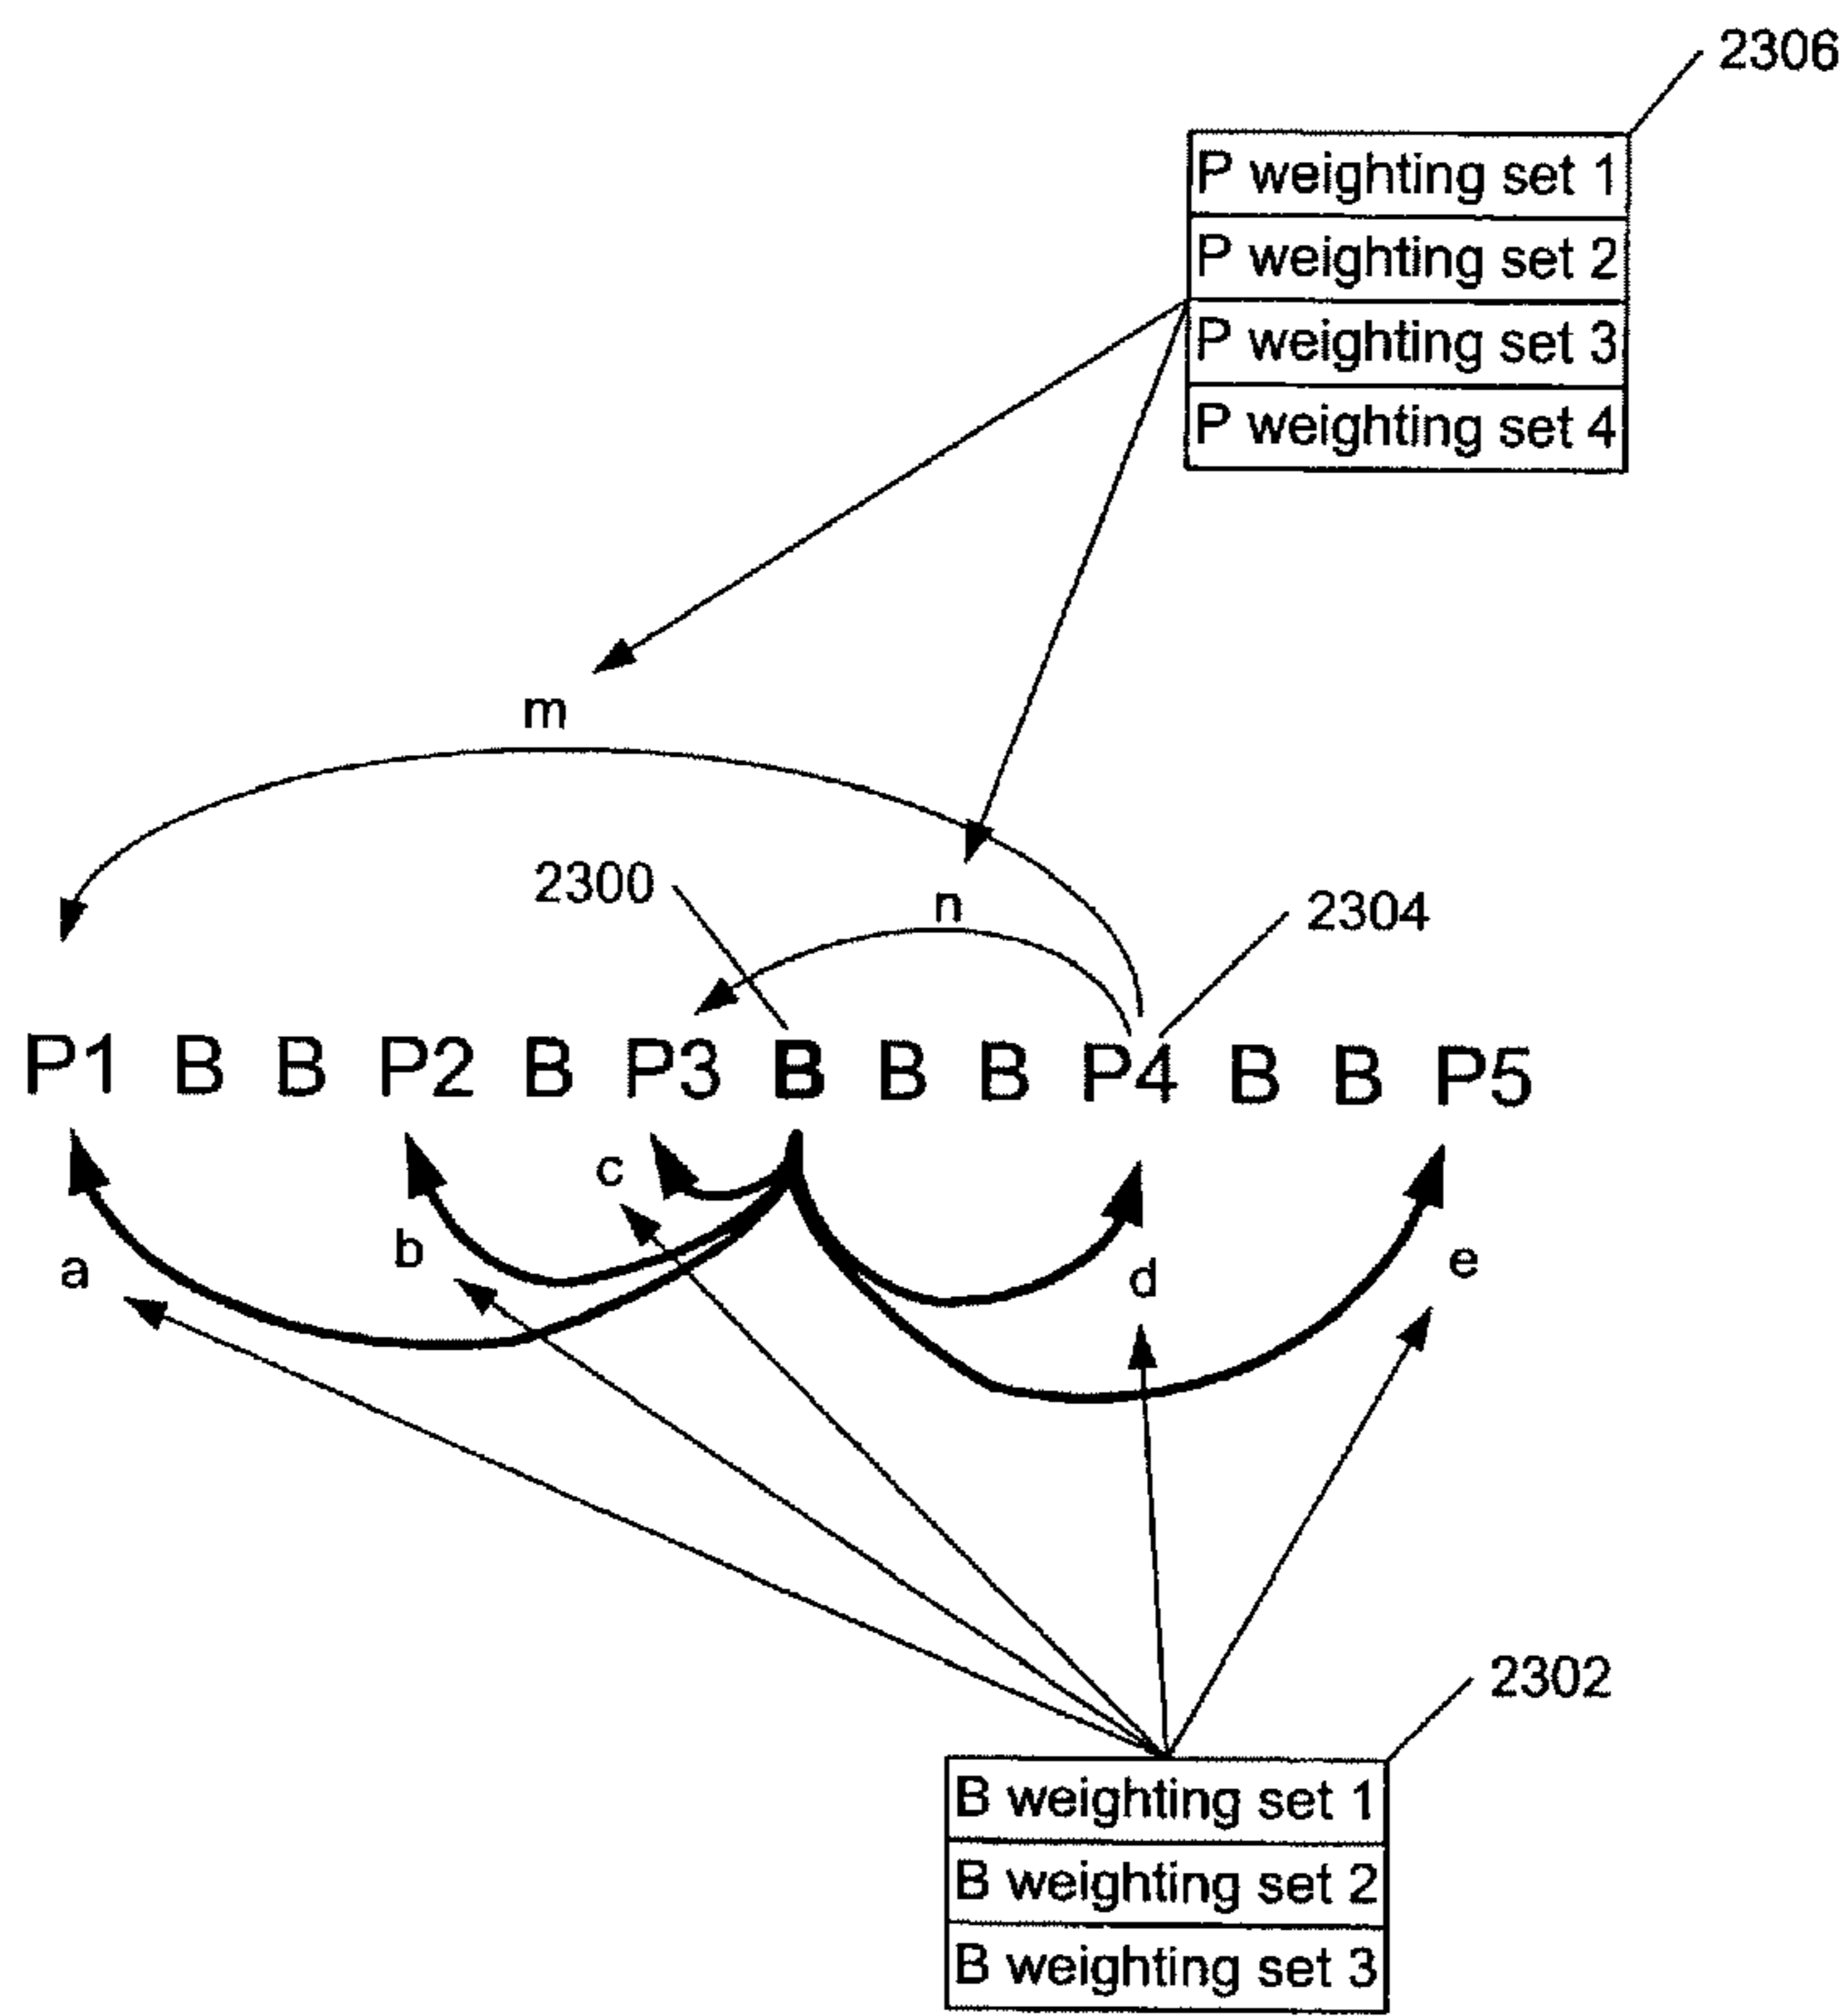 2306
P weighting set 1
P weighting set 2
P weighting set 3
P weighting set 4
m
2300
n
2304
P1 B B P2 B P3 B B B P4 B B P5
c
b
a
d
e
2302
B weighting set 1
B weighting set 2
B weighting set 3